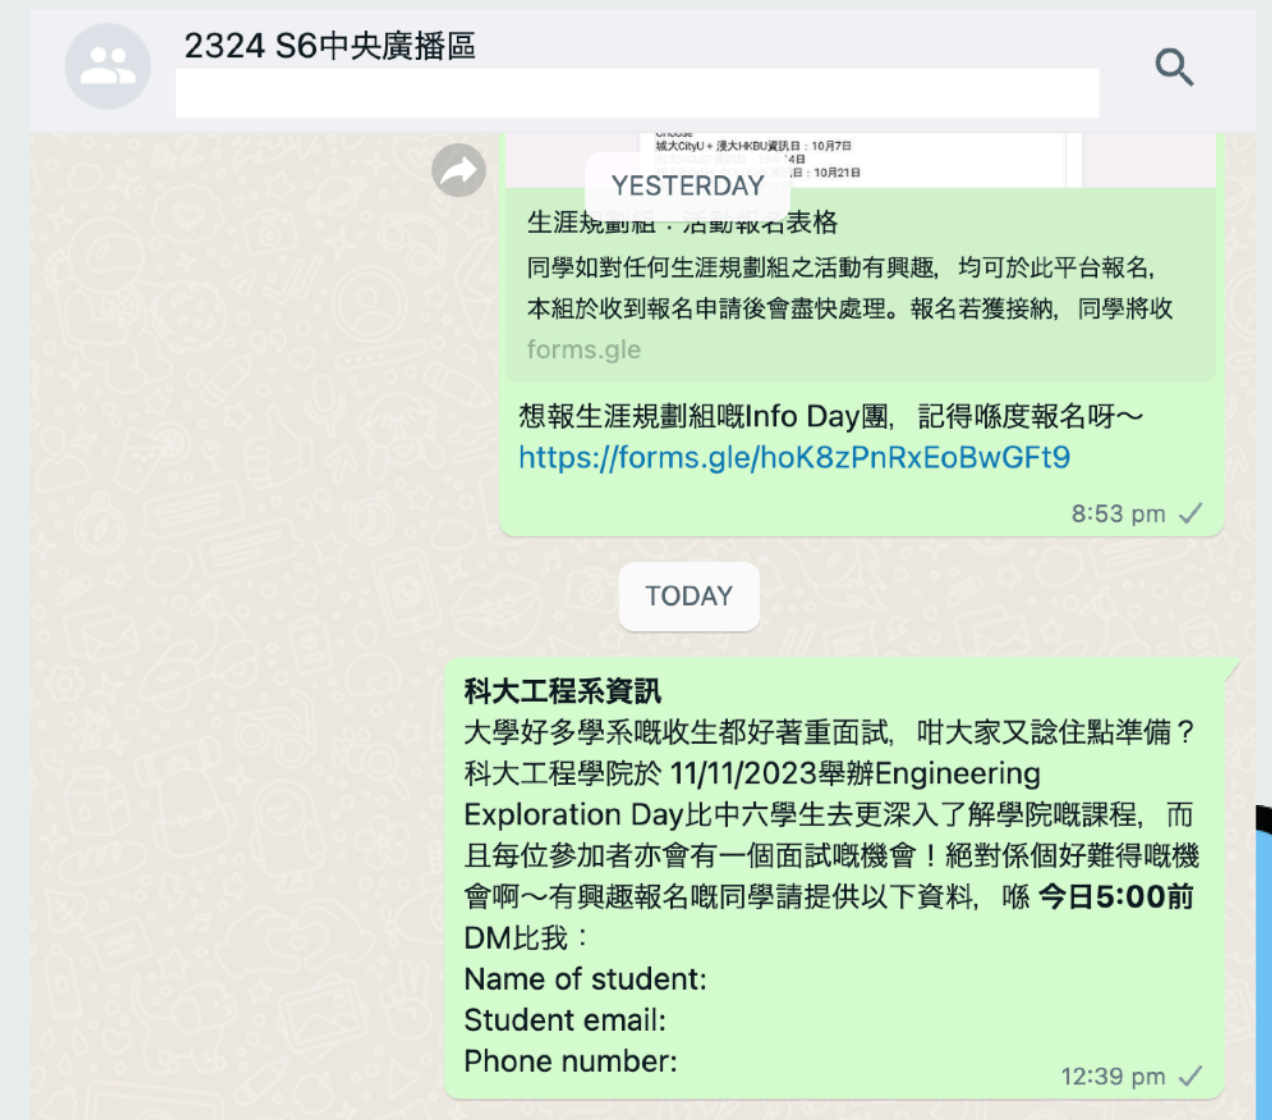 2324 S6中央廣播區
Choose
城大CityU + 浸大HKBU資訊日：10月7日
4日
日：10月21日
YESTERDAY
生涯規劃組：活動報名表格
同學如對任何生涯規劃組之活動有興趣，均可於此平台報名，
本組於收到報名申請後會盡快處理。報名若獲接納，同學將收
forms.gle
想報生涯規劃組嘅Info Day團，記得喺度報名呀～
https://forms.gle/hoK8zPnRxEoBwGFt9
8:53 pm
TODAY
科大工程系資訊
大學好多學系嘅收生都好著重面試，咁大家又諗住點準備？
科大工程學院於 11/11/2023舉辦Engineering
Exploration Day比中六學生去更深入了解學院嘅課程，而
且每位參加者亦會有一個面試嘅機會！絕對係個好難得嘅機
會啊～有興趣報名嘅同學請提供以下資料，喺 今日5:00前
DM比我：
Name of student:
Student email:
Phone number:
12:39 pm